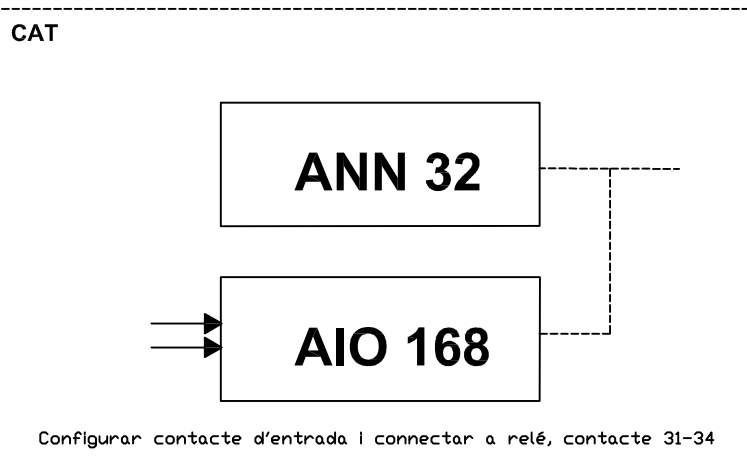 CAT
ANN 32
AIO 168
Configurar contacte d'entrada i connectar a relé, contacte 31-34